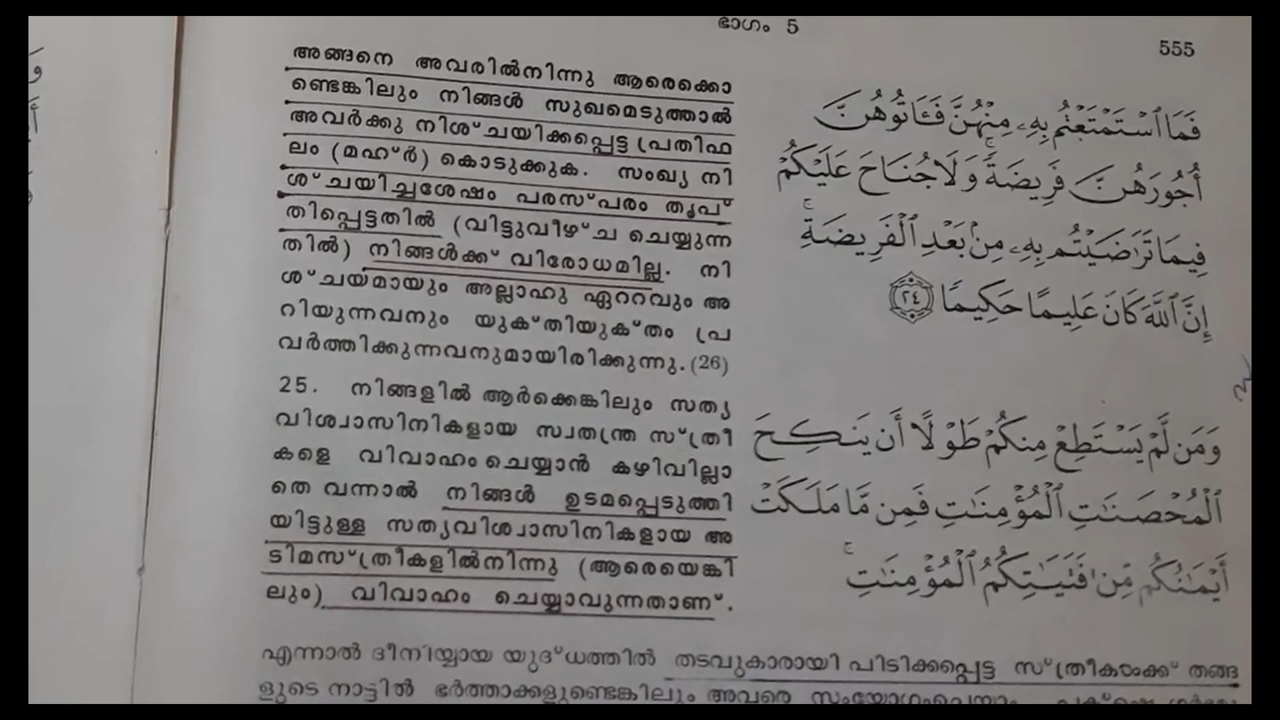 ഭാഗം 5
555
അങ്ങനെ അവരിൽനിന്നു ആരെക്കൊ
ണ്ടെങ്കിലും നിങ്ങൾ സുഖമെടുത്താൽ
അവർക്കു നിശ്ചയിക്കപ്പെട്ട പ്രതിഫ
ലം (മഹ്ർ) കൊടുക്കുക. സംഖ്യ നി
ശ്ചയിച്ചശേഷം പരസ്പരം തൃപ്
തിപ്പെട്ടതിൽ (വിട്ടുവീഴ്ച ചെയ്യുന്ന
തിൽ) നിങ്ങൾക്ക് വിരോധമില്ല. നി
ശ്ചയമായും അല്ലാഹു ഏററവും അ
റിയുന്നവനും യുക്തിയുക്തം പ്ര
വർത്തിക്കുന്നവനുമായിരിക്കുന്നു. (26)
25. നിങ്ങളിൽ ആർക്കെങ്കിലും സത്യ
വിശ്വാസിനികളായ സ്വതന്ത്ര സ്ത്രീ
കളെ വിവാഹം ചെയ്യാൻ കഴിവില്ലാ
തെ വന്നാൽ നിങ്ങൾ ഉടമപ്പെടുത്തി
യിട്ടുള്ള സത്യവിശ്വാസിനികളായ അ
ടിമസ്ത്രീകളിൽനിന്നു (ആരെയെങ്കി
ലും) വിവാഹം ചെയ്യാവുന്നതാണ്.
فَمَا ٱسْتَمْتَعْتُم بِهِۦ مِنْهُنَّ فَـَٔاتُوهُنَّ
أُجُورَهُنَّ فَرِيضَةً ۚ وَلَا جُنَاحَ عَلَيْكُمْ
فِيمَا تَرَٰضَيْتُم بِهِۦ مِنۢ بَعْدِ ٱلْفَرِيضَةِ ۚ
إِنَّ ٱللَّهَ كَانَ عَلِيمًا حَكِيمًا ٢٤
وَمَن لَّمْ يَسْتَطِعْ مِنكُمْ طَوْلًا أَن يَنكِحَ
ٱلْمُحْصَنَٰتِ ٱلْمُؤْمِنَٰتِ فَمِن مَّا مَلَكَتْ
أَيْمَٰنُكُم مِّن فَتَيَٰتِكُمُ ٱلْمُؤْمِنَٰتِ ۚ
എന്നാൽ ദീനിയ്യായ യുദ്ധത്തിൽ തടവുകാരായി പിടിക്കപ്പെട്ട സ്ത്രീകൾക്ക് തങ്ങ
ളുടെ നാട്ടിൽ ഭർത്താക്കളുണ്ടെങ്കിലും അവരെ സംയോഗംചെയ്യാം.